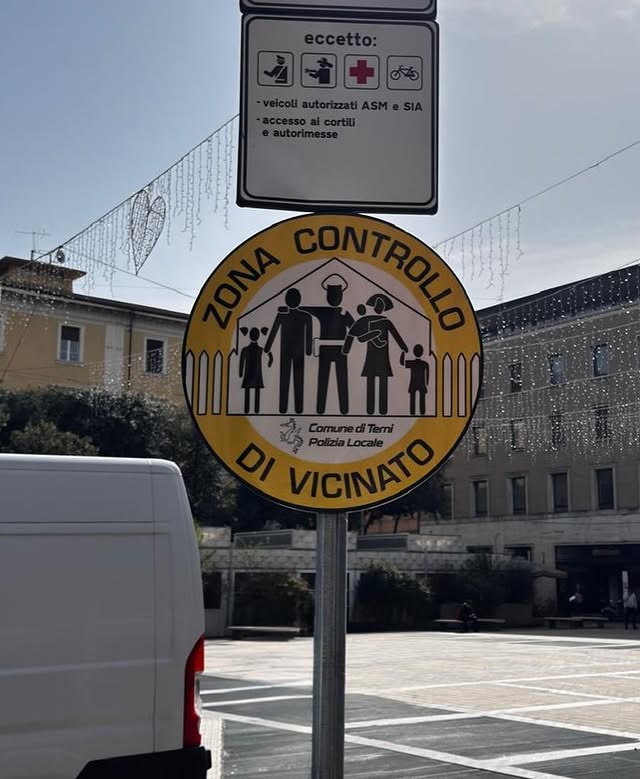 eccetto:
- veicoli autorizzati ASM e SIA
- accesso ai cortili
e autorimesse
ZONA CONTROLLO
Comune di Terni
Polizia Locale
DI VICINATO